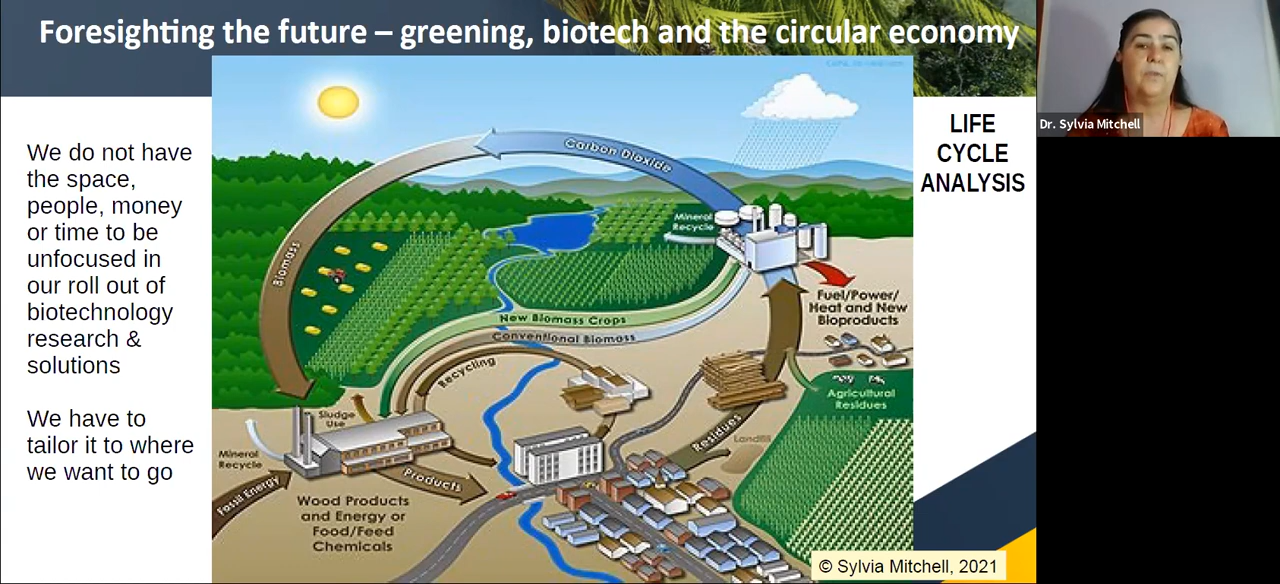 Foresighting the future – greening, biotech and the circular economy
Dr. Sylvia Mitchell
We do not have
the space,
people, money
or time to be
unfocused in
our roll out of
biotechnology
research &
solutions
We have to
tailor it to where
we want to go
LIFE
CYCLE
ANALYSIS
Carbon Dioxide
Biomass
Mineral
Recycle
Fuel/Power/
Heat and New
Bioproducts
New Biomass Crops
Conventional Biomass
Recycling
Agricultural
Residues
Sludge
Use
Residues
Landfill
Mineral
Recycle
Fossil Energy
Products
Wood Products
and Energy or
Food/Feed
Chemicals
© Sylvia Mitchell, 2021